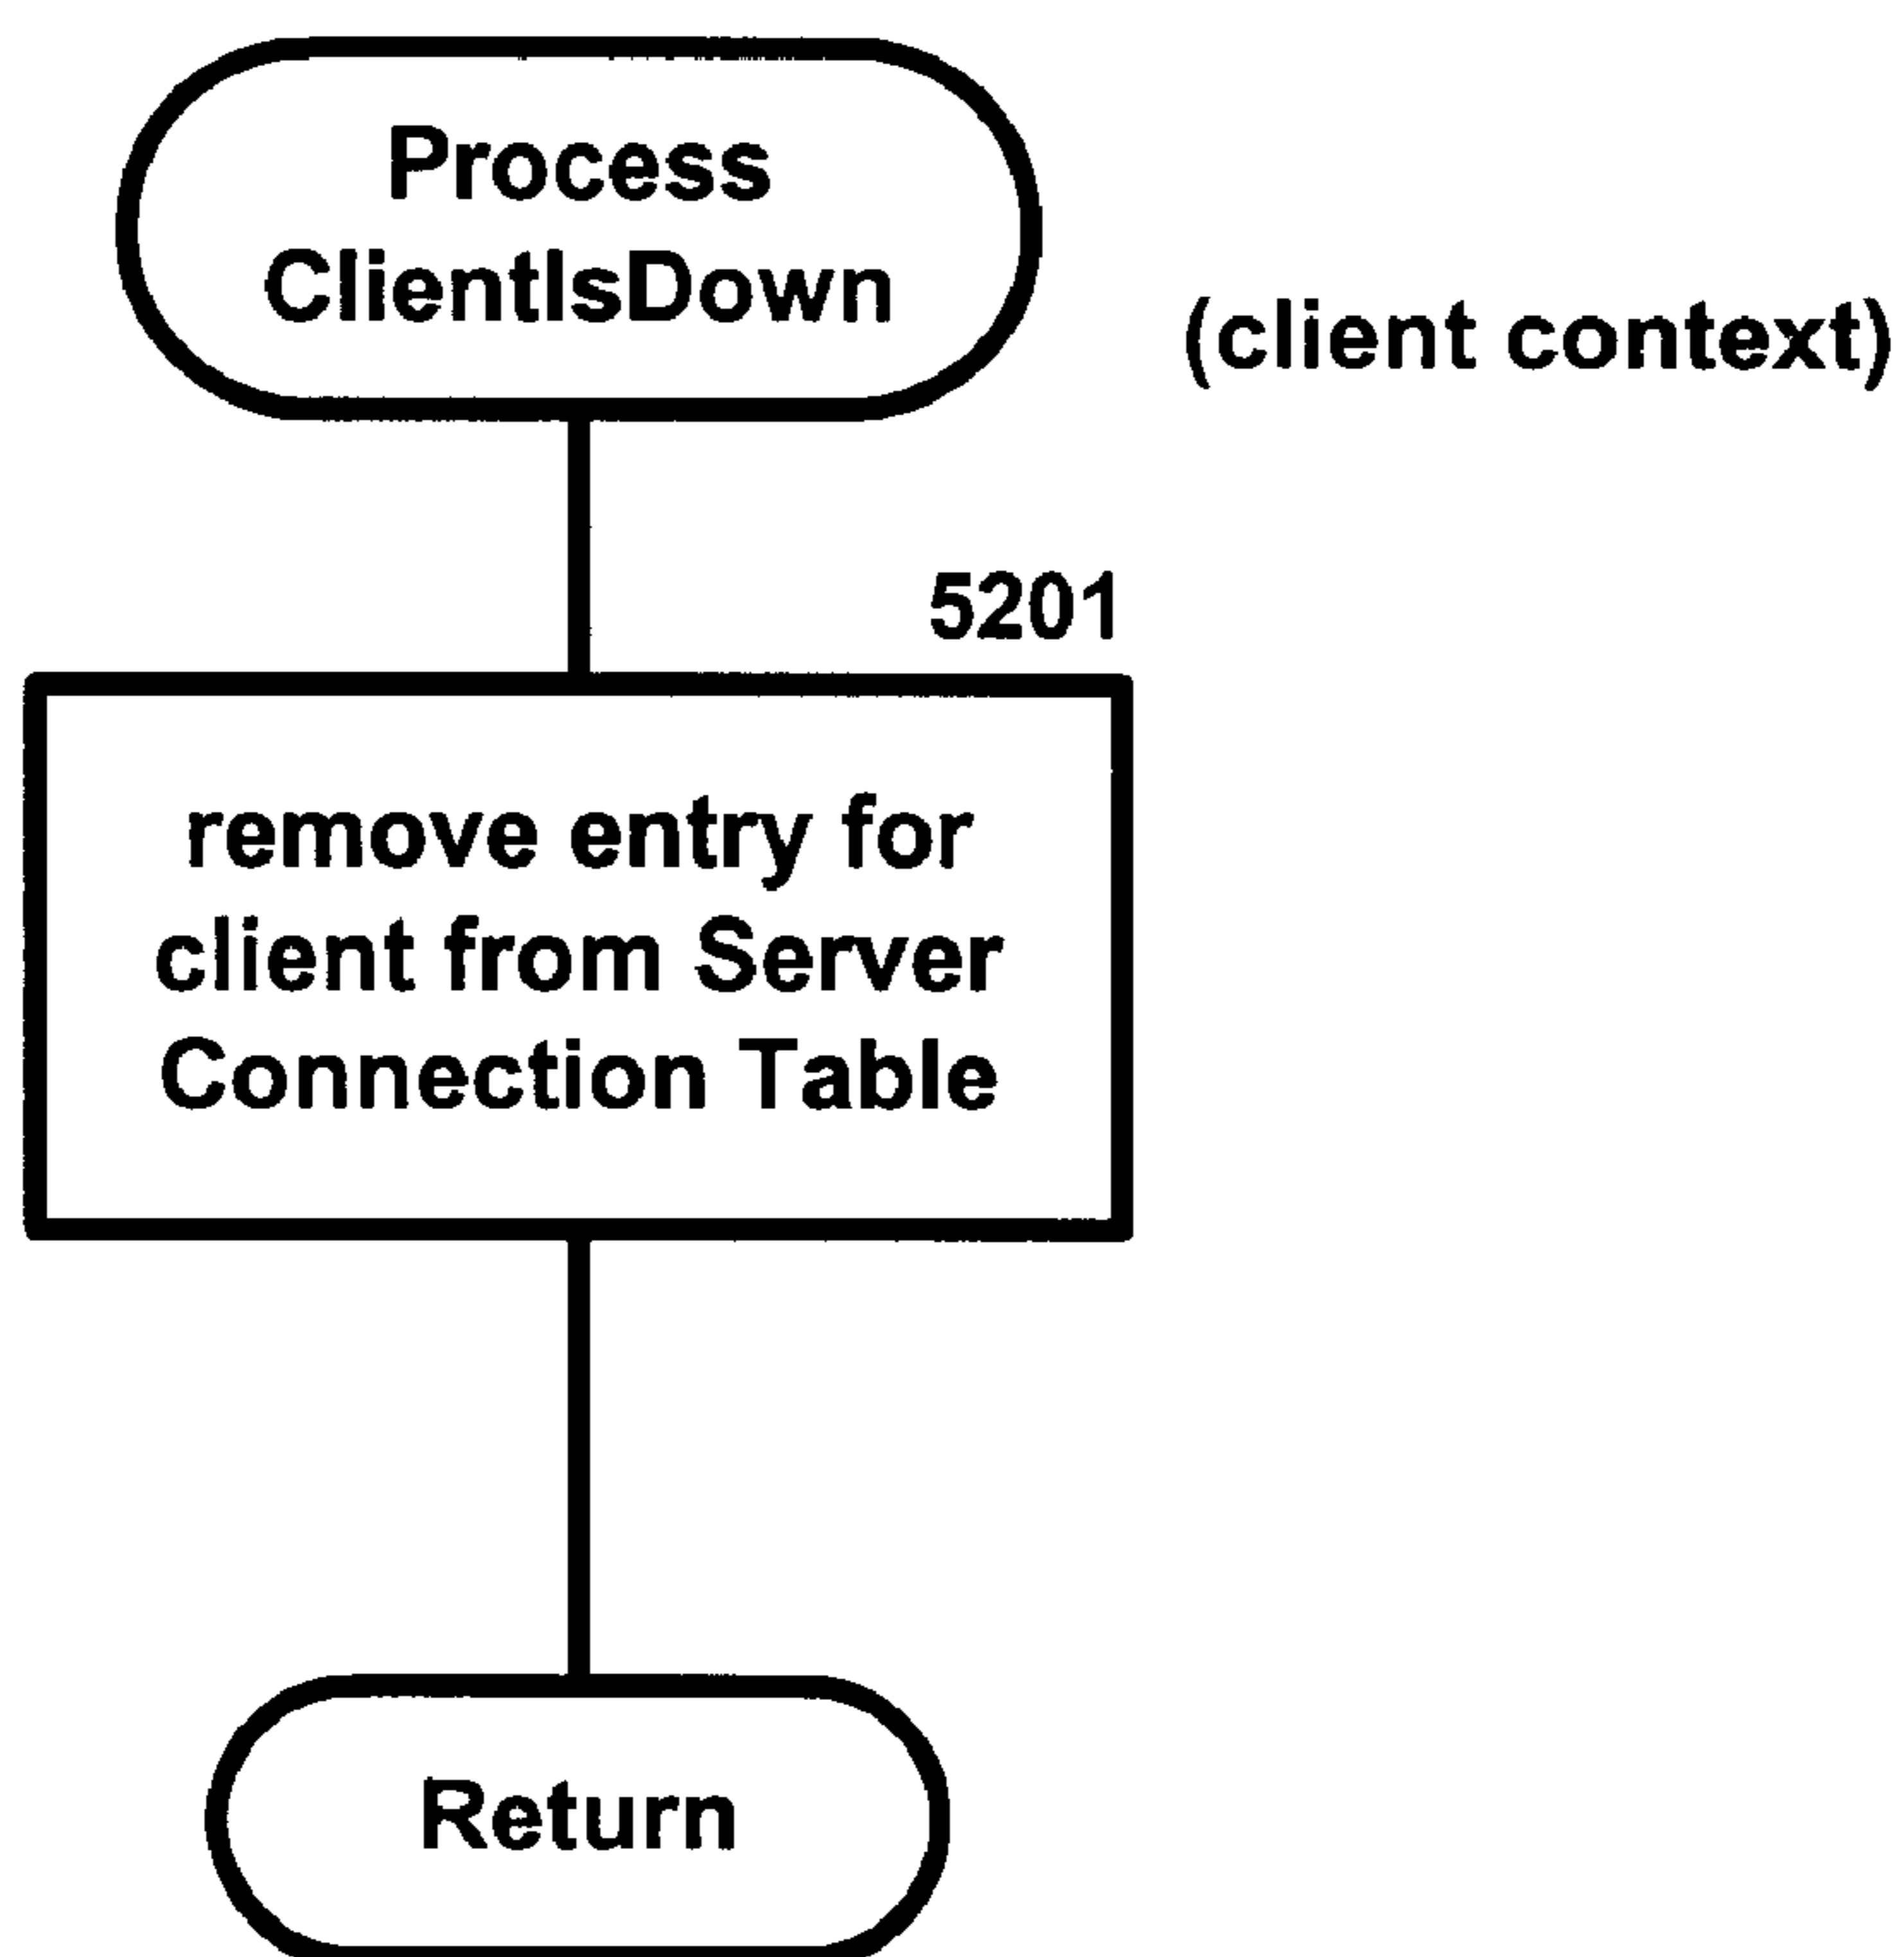 Process
ClientIsDown
(client context)
5201
remove entry for
client from Server
Connection Table
Return